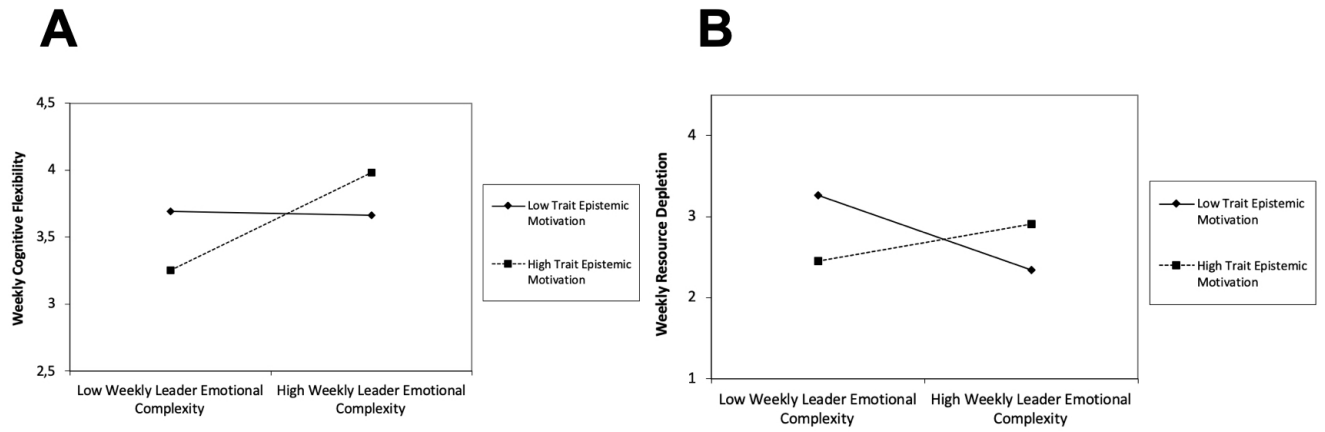 A
Weekly Cognitive Flexibility
4,5
4
3,5
3
2,5
Low Weekly Leader Emotional
Complexity
High Weekly Leader Emotional
Complexity
Low Trait Epistemic
Motivation
High Trait Epistemic
Motivation
B
Weekly Resource Depletion
4
3
2
1
Low Weekly Leader Emotional
Complexity
High Weekly Leader Emotional
Complexity
Low Trait Epistemic
Motivation
High Trait Epistemic
Motivation